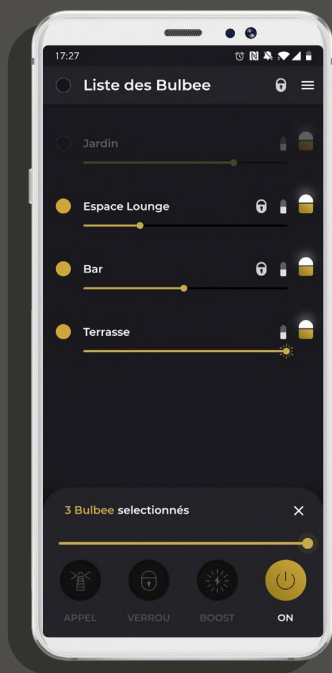 17:27
Liste des Bulbee
Jardin
Espace Lounge
Bar
Terrasse
3 Bulbee selectionnés
APPEL VERROU BOOST ON